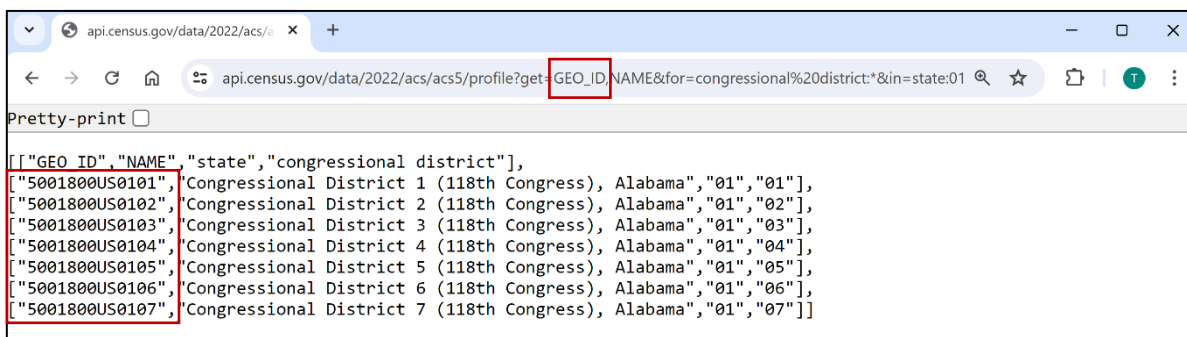 api.census.gov/data/2022/acs/a
api.census.gov/data/2022/acs/acs5/profile?get=GEO_ID,NAME&for=congressional%20district:*&in=state:01
T
Pretty-print
[["GEO_ID","NAME","state","congressional district"],
["5001800US0101","Congressional District 1 (118th Congress), Alabama","01","01"],
["5001800US0102","Congressional District 2 (118th Congress), Alabama","01","02"],
["5001800US0103","Congressional District 3 (118th Congress), Alabama","01","03"],
["5001800US0104","Congressional District 4 (118th Congress), Alabama","01","04"],
["5001800US0105","Congressional District 5 (118th Congress), Alabama","01","05"],
["5001800US0106","Congressional District 6 (118th Congress), Alabama","01","06"],
["5001800US0107","Congressional District 7 (118th Congress), Alabama","01","07"]]